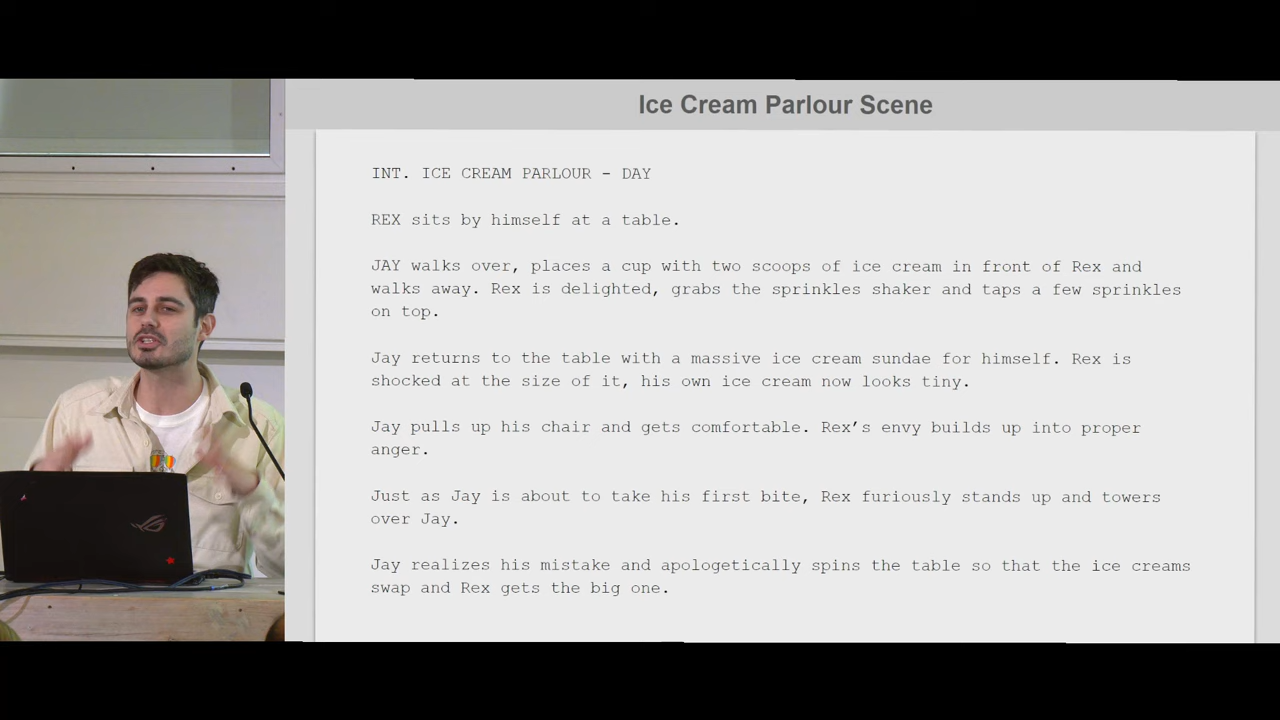 Ice Cream Parlour Scene
INT. ICE CREAM PARLOUR - DAY
REX sits by himself at a table.
JAY walks over, places a cup with two scoops of ice cream in front of Rex and
walks away. Rex is delighted, grabs the sprinkles shaker and taps a few sprinkles
on top.
Jay returns to the table with a massive ice cream sundae for himself. Rex is
shocked at the size of it, his own ice cream now looks tiny.
Jay pulls up his chair and gets comfortable. Rex’s envy builds up into proper
anger.
Just as Jay is about to take his first bite, Rex furiously stands up and towers
over Jay.
Jay realizes his mistake and apologetically spins the table so that the ice creams
swap and Rex gets the big one.